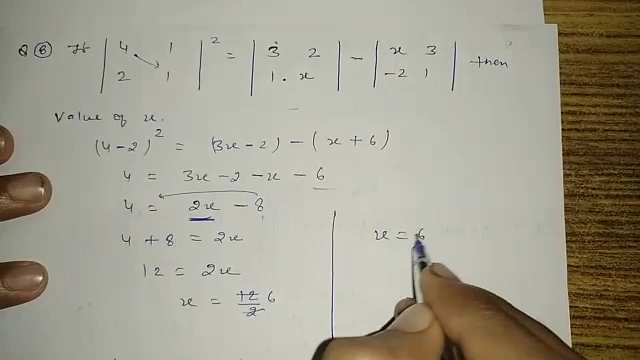 Q (B) If | 4 1 | ² = | 3 2 | - | x 3 | then
| 2 1 | | 1 . x | | -2 1 |
Value of x.
(4-2)² = (3x-2) - (x+6)
4 = 3x - 2 - x - 6
4 = 2x - 8
4 + 8 = 2x
12 = 2x
x = 12/2 6
x = 6